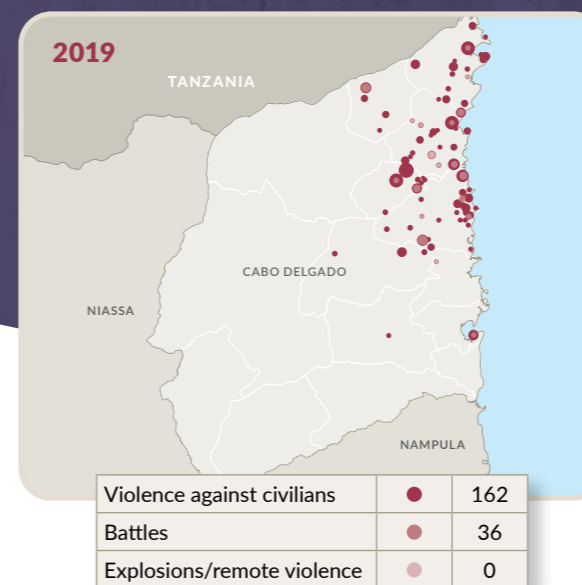 2019
TANZANIA
CABO DELGADO
NIASSA
NAMPULA
Violence against civilians 162
Battles 36
Explosions/remote violence 0